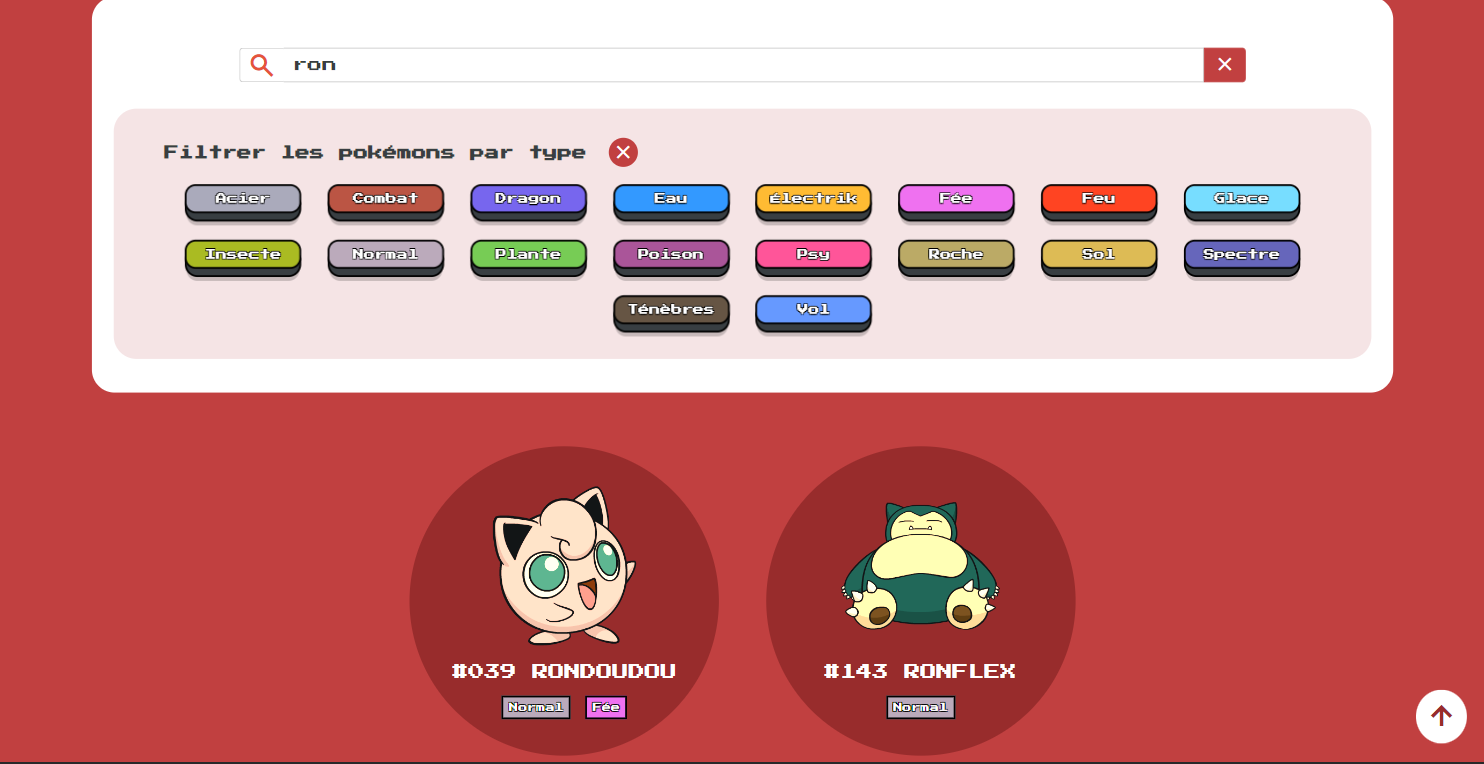 ron
Filtrer les pokémons par type
Acier Combat Dragon Eau électrik Fée Feu Glace
Insecte Normal Plante Poison Psy Roche Sol Spectre
Ténèbres Vol
#039 RONDOUDOU #143 RONFLEX
Normal Fée Normal